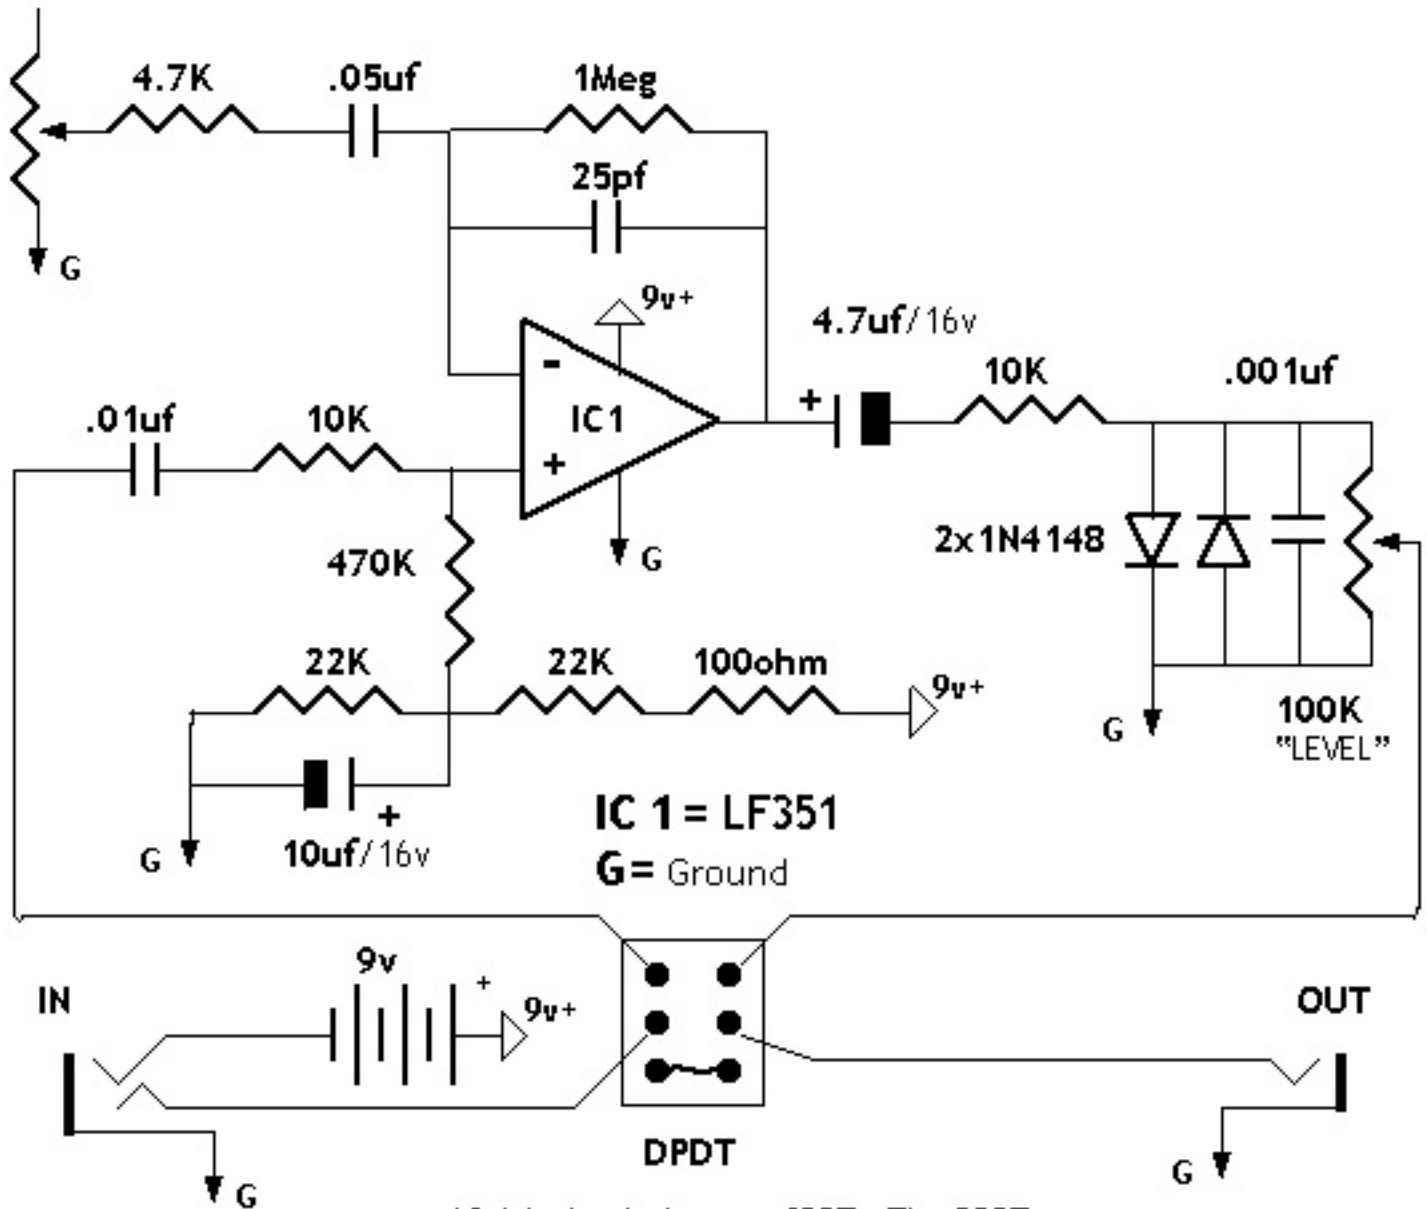 4.7K .05uf 1Meg
25pf
G
9v+
4.7uf/16v
.01uf 10K - IC1 + 10K .001uf
+
470K G 2x1N4148
22K 22K 100ohm 9v+
G 100K
"LEVEL"
+
G 10uf/16v
IC 1 = LF351
G= Ground
IN 9v + 9v+ OUT
DPDT
G G